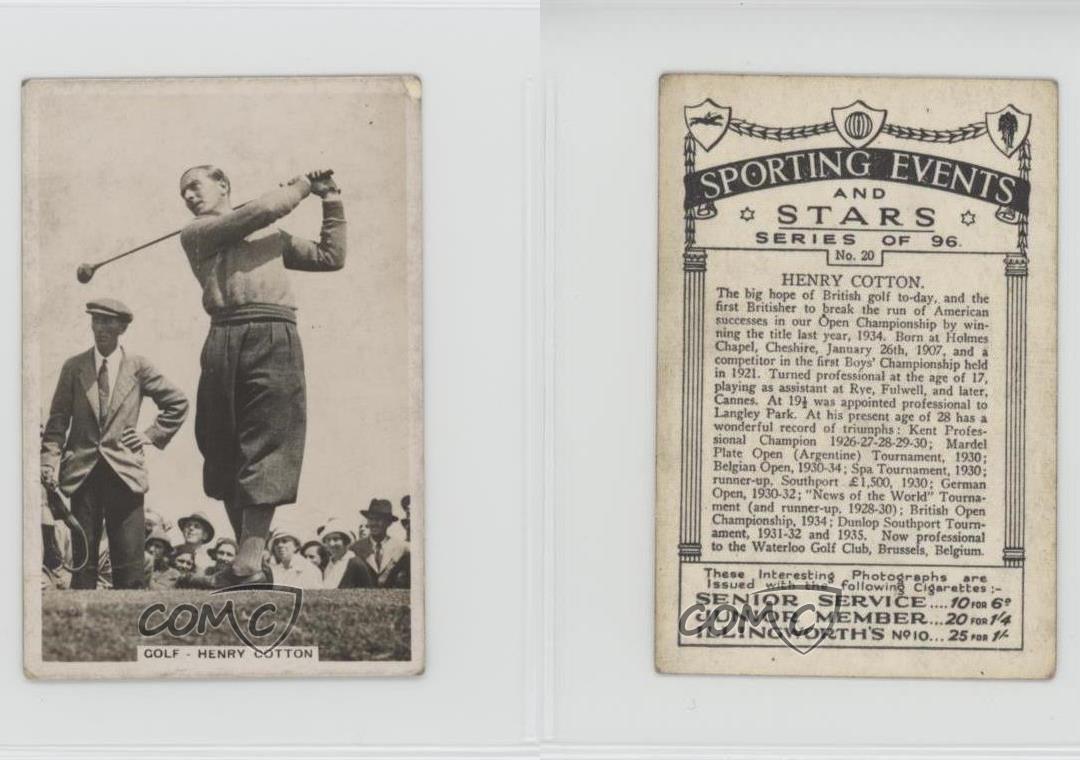 COMC
GOLF - HENRY COTTON
SPORTING EVENTS
AND
STARS
SERIES OF 96.
No. 20
HENRY COTTON.
The big hope of British golf to-day, and the
first Britisher to break the run of American
successes in our Open Championship by win-
ning the title last year, 1934. Born at Holmes
Chapel, Cheshire, January 26th, 1907, and a
competitor in the first Boys' Championship held
in 1921. Turned professional at the age of 17,
playing as assistant at Rye, Fulwell, and later,
Cannes. At 19½ was appointed professional to
Langley Park. At his present age of 28 has a
wonderful record of triumphs: Kent Profes-
sional Champion 1926-27-28-29-30; Mardel
Plate Open (Argentine) Tournament, 1930;
Belgian Open, 1930-34; Spa Tournament, 1930;
runner-up, Southport £1,500, 1930; German
Open, 1930-32; "News of the World" Tourna-
ment (and runner-up, 1928-30); British Open
Championship, 1934; Dunlop Southport Tourn-
ament, 1931-32 and 1935. Now professional
to the Waterloo Golf Club, Brussels, Belgium.
These Interesting Photographs are
Issued with the following Cigarettes:-
SENIOR SERVICE....10 FOR 6D
JUNIOR MEMBER...20 FOR 1/4
ILLINGWORTH'S No10...25 FOR 1/-
COMC